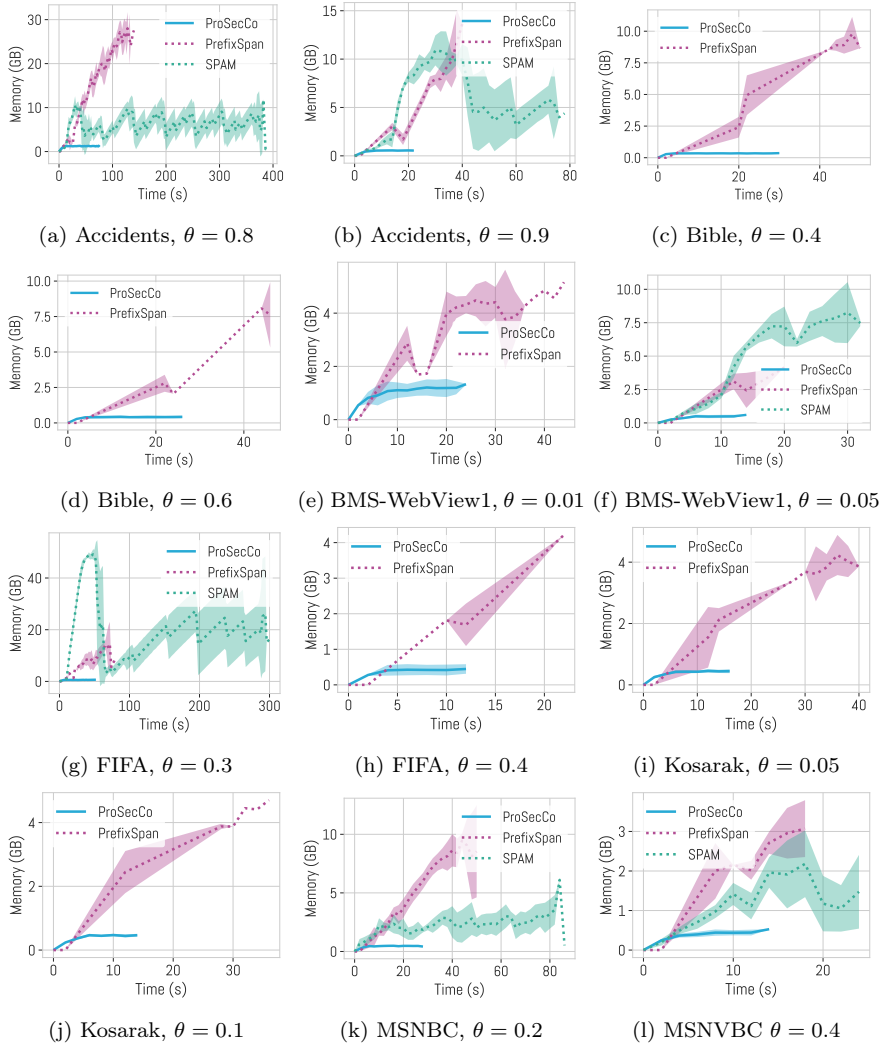 30
20
10
0
Memory (GB)
0 100 200 300 400
Time (s)
ProSecCo
PrefixSpan
SPAM
15
10
5
0
Memory (GB)
0 20 40 60 80
Time (s)
ProSecCo
PrefixSpan
SPAM
10.0
7.5
5.0
2.5
0.0
Memory (GB)
0 20 40
Time (s)
ProSecCo
PrefixSpan
(a) Accidents, θ = 0.8
(b) Accidents, θ = 0.9
(c) Bible, θ = 0.4
10.0
7.5
5.0
2.5
0.0
Memory (GB)
0 20 40
Time (s)
ProSecCo
PrefixSpan
4
2
0
Memory (GB)
0 10 20 30 40
Time (s)
ProSecCo
PrefixSpan
10.0
7.5
5.0
2.5
0.0
Memory (GB)
0 10 20 30
Time (s)
ProSecCo
PrefixSpan
SPAM
(d) Bible, θ = 0.6
(e) BMS-WebView1, θ = 0.01
(f) BMS-WebView1, θ = 0.05
40
20
0
Memory (GB)
0 100 200 300
Time (s)
ProSecCo
PrefixSpan
SPAM
4
3
2
1
0
Memory (GB)
0 5 10 15 20
Time (s)
ProSecCo
PrefixSpan
4
2
0
Memory (GB)
0 10 20 30 40
Time (s)
ProSecCo
PrefixSpan
(g) FIFA, θ = 0.3
(h) FIFA, θ = 0.4
(i) Kosarak, θ = 0.05
4
2
0
Memory (GB)
0 10 20 30
Time (s)
ProSecCo
PrefixSpan
10
5
0
Memory (GB)
0 20 40 60 80
Time (s)
ProSecCo
PrefixSpan
SPAM
3
2
1
0
Memory (GB)
0 10 20
Time (s)
ProSecCo
PrefixSpan
SPAM
(j) Kosarak, θ = 0.1
(k) MSNBC, θ = 0.2
(l) MSNVBC θ = 0.4